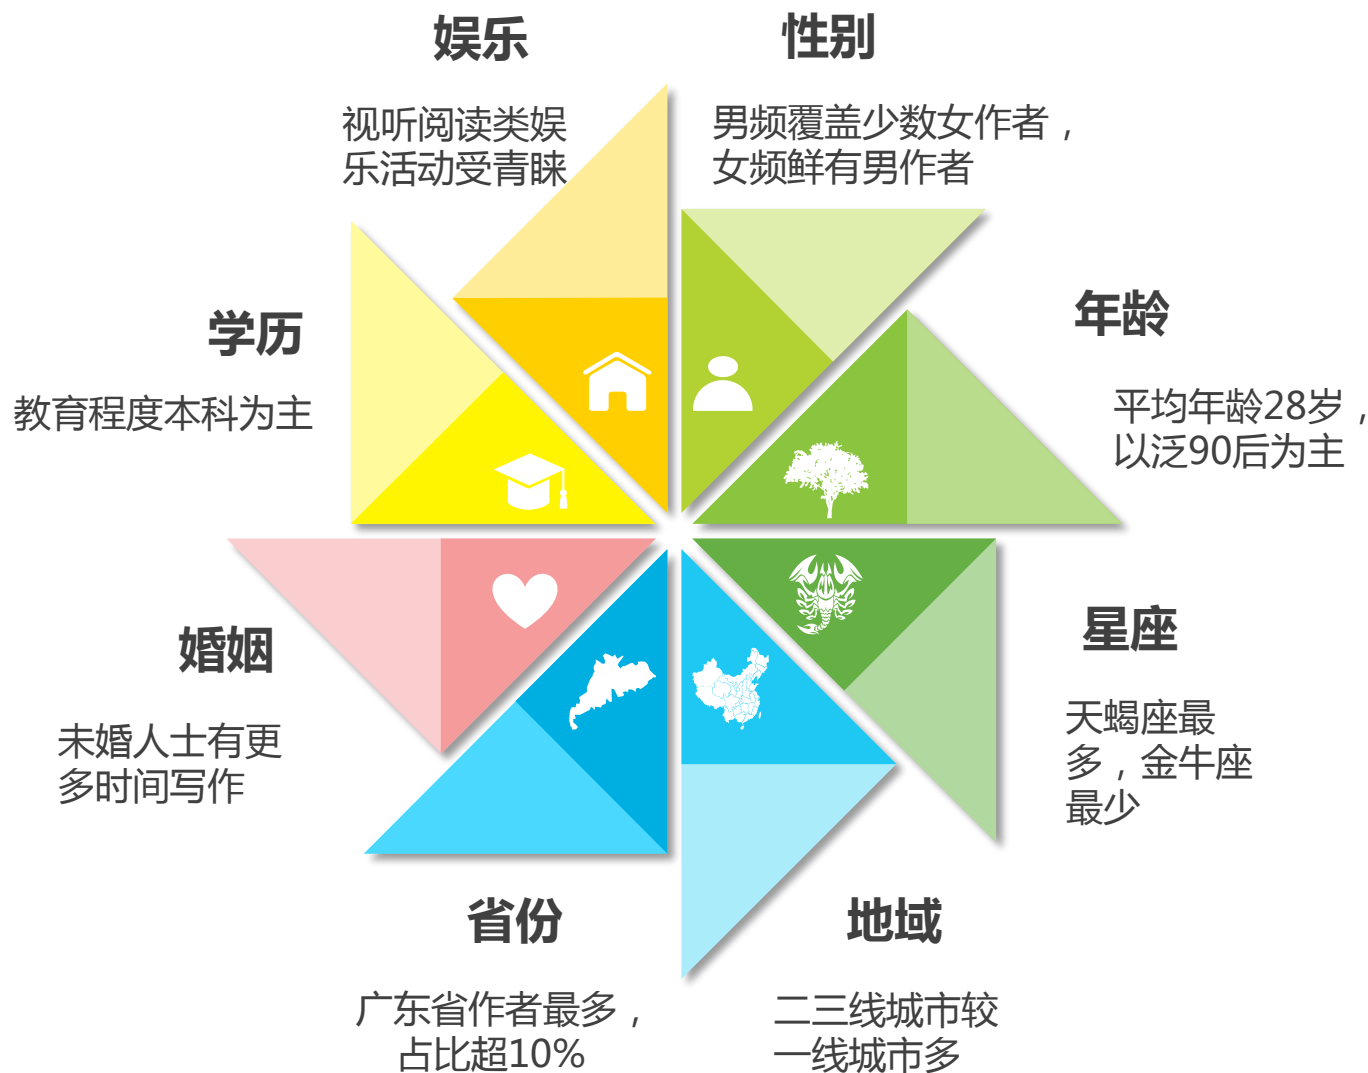 娱乐
视听阅读类娱
乐活动受青睐
性别
男频覆盖少数女作者，
女频鲜有男作者
年龄
平均年龄28岁，
以泛90后为主
星座
天蝎座最
多，金牛座
最少
地域
二三线城市较
一线城市多
省份
广东省作者最多，
占比超10%
婚姻
未婚人士有更
多时间写作
学历
教育程度本科为主